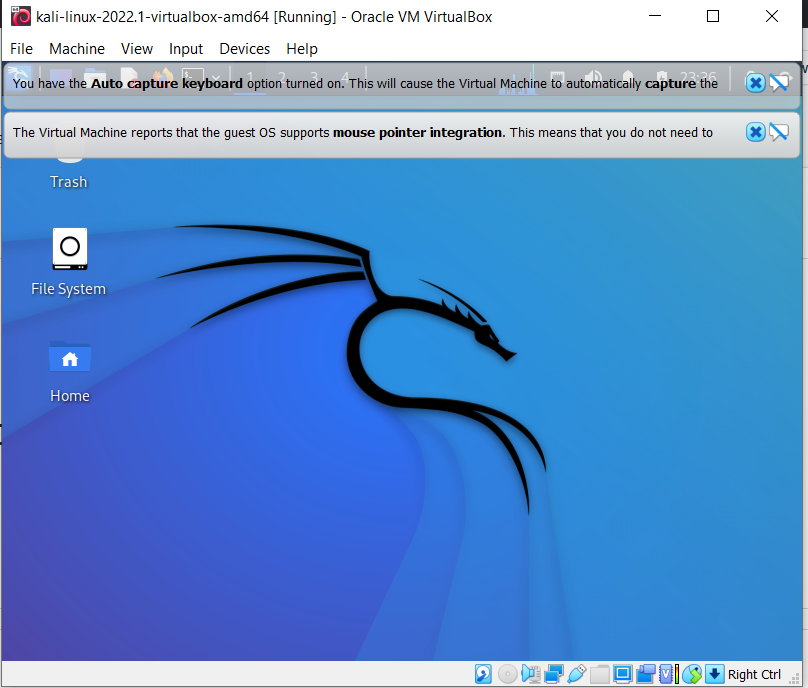 kali-linux-2022.1-virtualbox-amd64 [Running] - Oracle VM VirtualBox
File Machine View Input Devices Help
You have the Auto capture keyboard option turned on. This will cause the Virtual Machine to automatically capture the
The Virtual Machine reports that the guest OS supports mouse pointer integration. This means that you do not need to
Trash
File System
Home
Right Ctrl